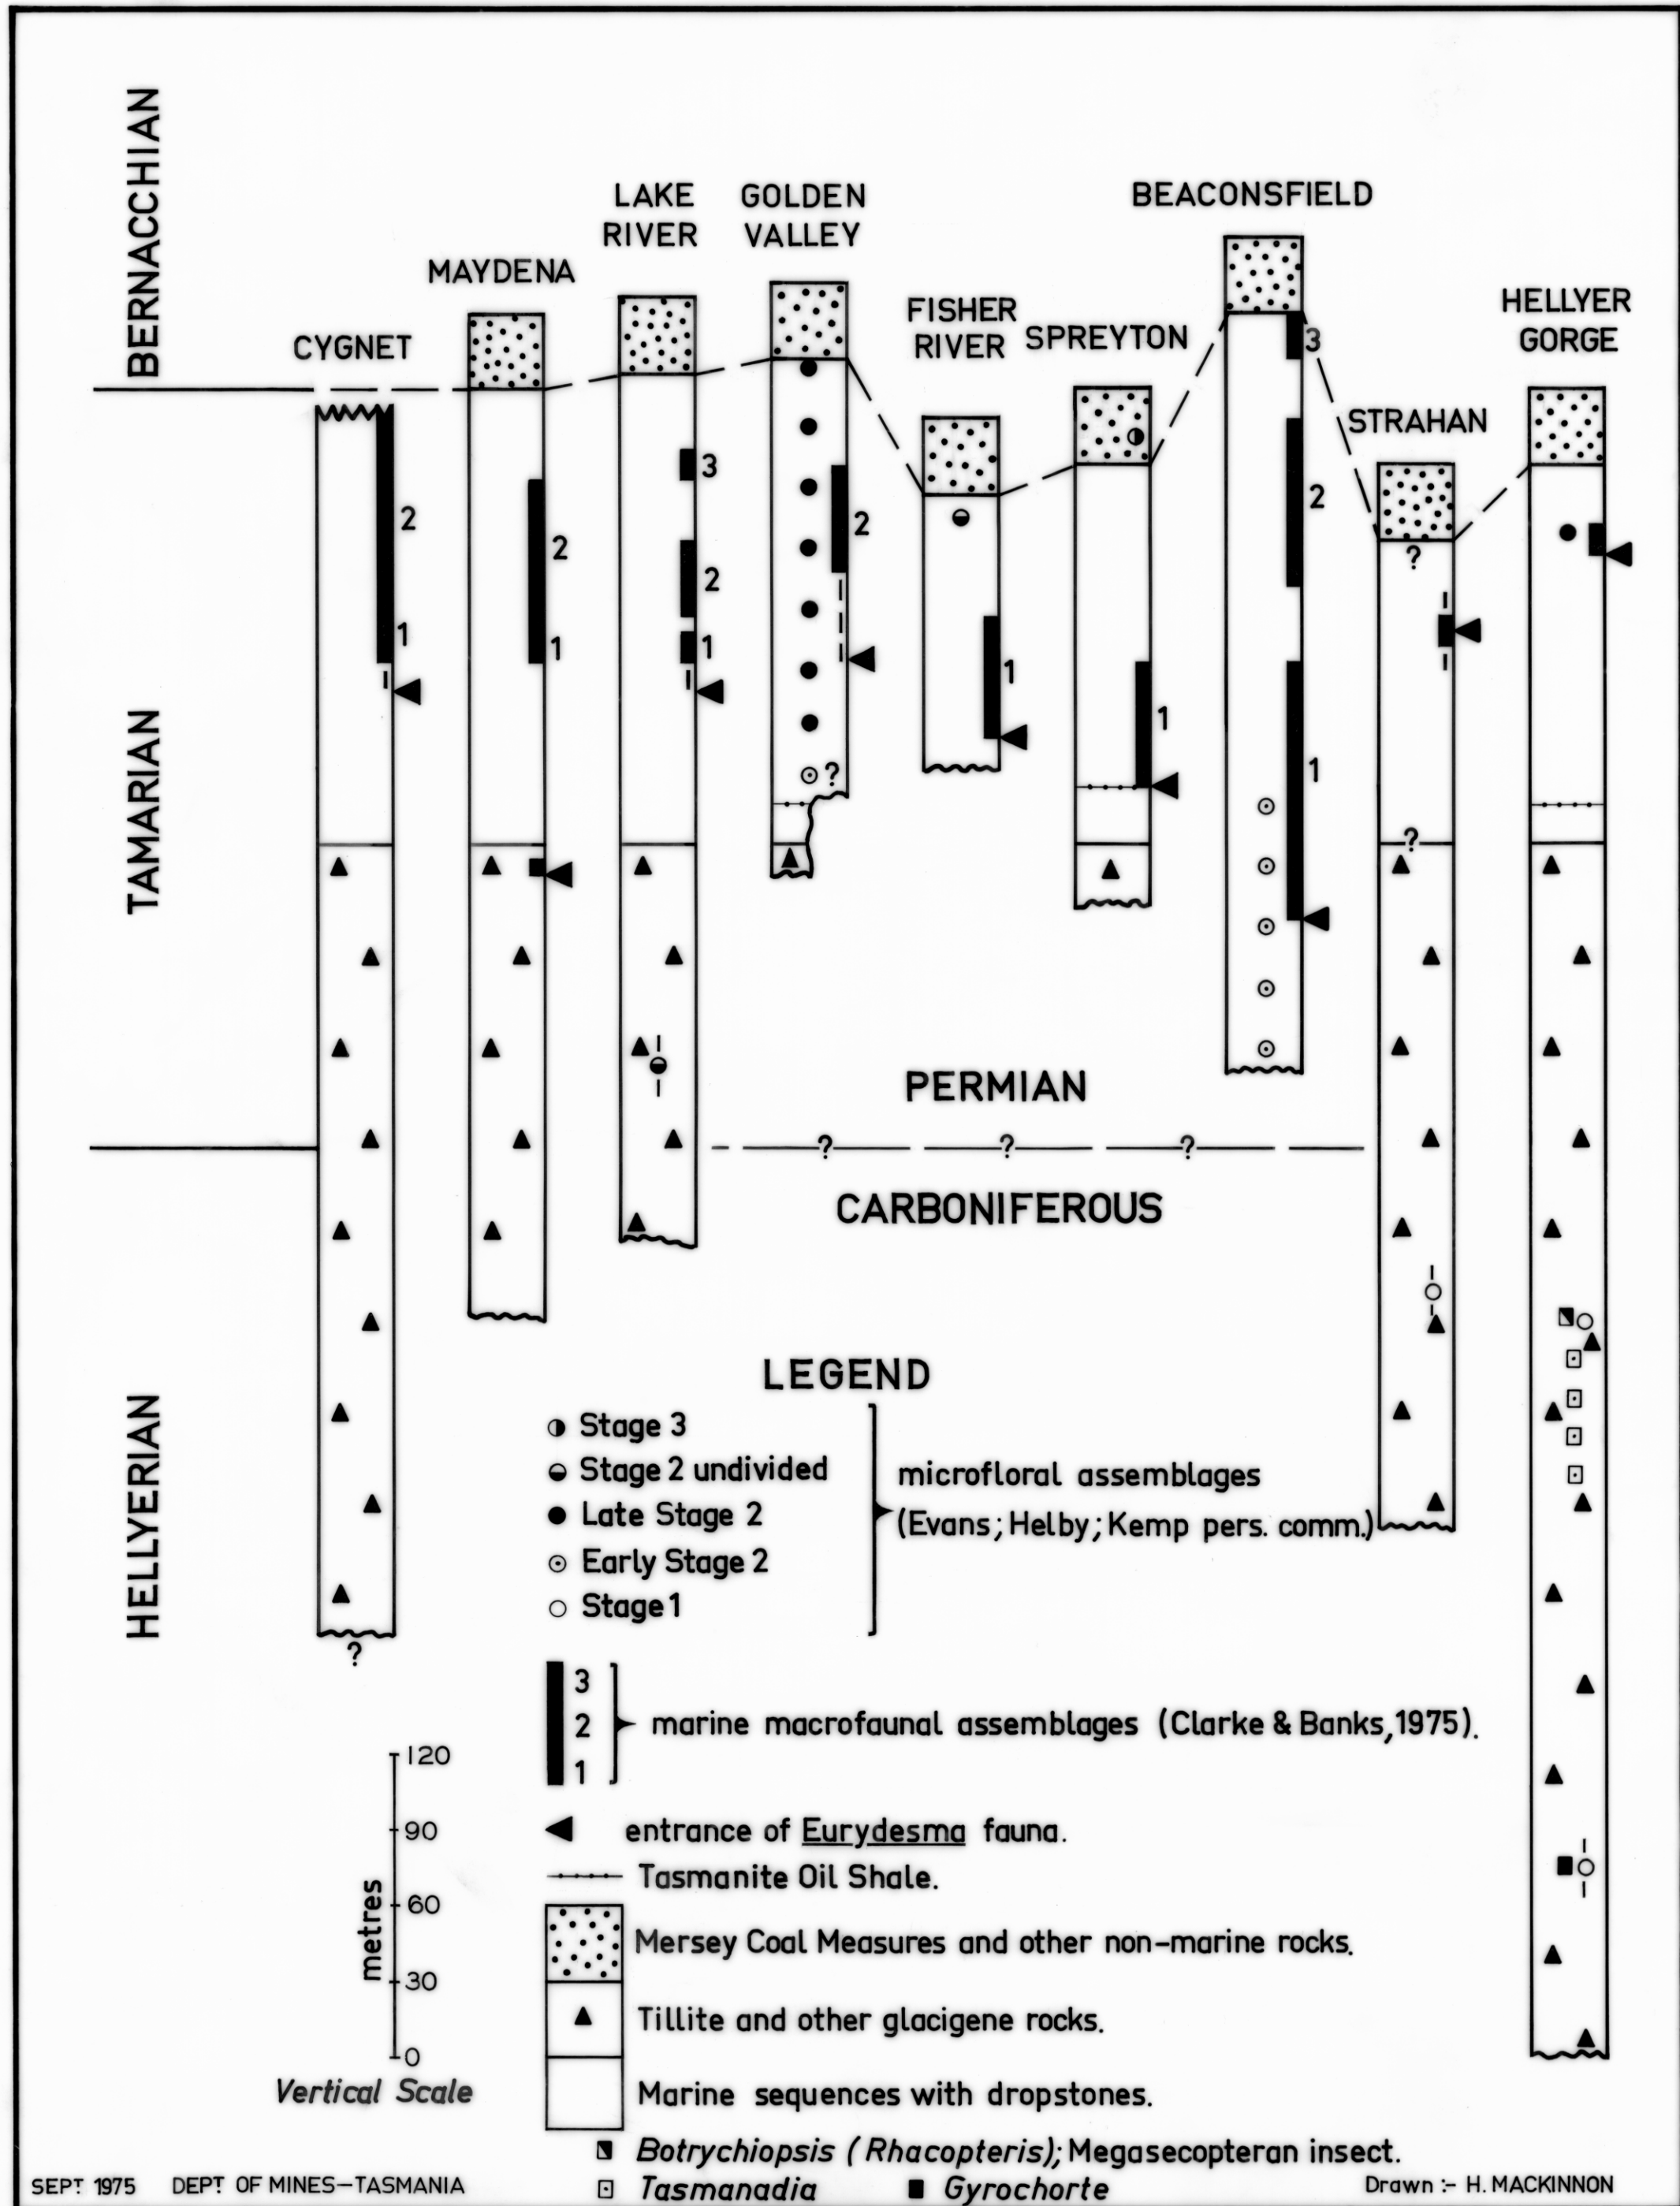 BERNACCHIAN
TAMARIAN
HELLYERIAN
CYGNET
MAYDENA
LAKE
RIVER
GOLDEN
VALLEY
FISHER
RIVER
SPREYTON
BEACONSFIELD
STRAHAN
HELLYER
GORGE
2
1
2
1
3
2
1
2
?
1
1
3
2
1
?
?
PERMIAN
? ? ?
CARBONIFEROUS
?
LEGEND
Stage 3
Stage 2 undivided
Late Stage 2
Early Stage 2
Stage 1
microfloral assemblages
(Evans; Helby; Kemp pers. comm.)
3
2
1
marine macrofaunal assemblages (Clarke & Banks, 1975).
entrance of Eurydesma fauna.
Tasmanite Oil Shale.
Mersey Coal Measures and other non-marine rocks.
Tillite and other glacigene rocks.
Marine sequences with dropstones.
Botrychiopsis (Rhacopteris); Megasecopteran insect.
Tasmanadia Gyrochorte
120
90
60
30
0
metres
Vertical Scale
SEPT 1975 DEPT OF MINES-TASMANIA
Drawn :- H. MACKINNON